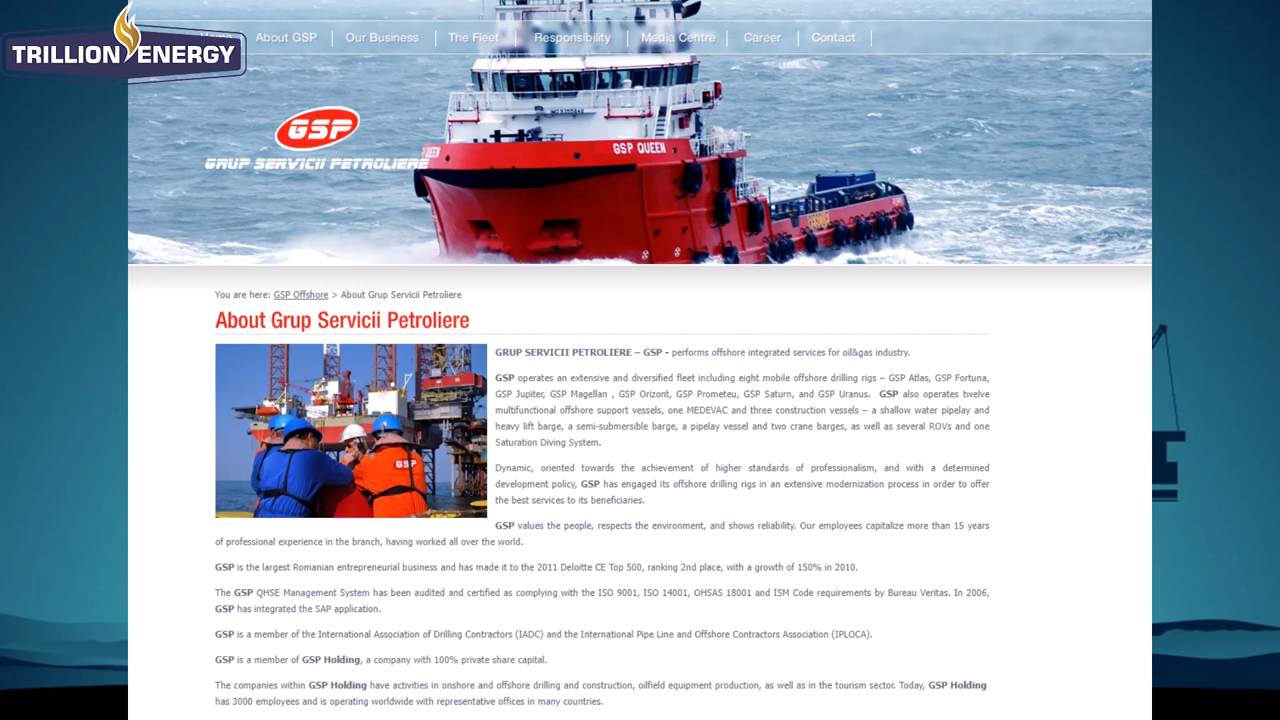 TRILLION ENERGY
Home
About GSP
Our Business
The Fleet
Responsibility
Media Centre
Career
Contact
GSP
GRUP SERVICII PETROLIERE
GSP QUEEN
You are here: GSP Offshore > About Grup Servicii Petroliere
About Grup Servicii Petroliere
GSP
GRUP SERVICII PETROLIERE – GSP - performs offshore integrated services for oil&gas industry.
GSP operates an extensive and diversified fleet including eight mobile offshore drilling rigs – GSP Atlas, GSP Fortuna,
GSP Jupiter, GSP Magellan , GSP Orizont, GSP Prometeu, GSP Saturn, and GSP Uranus. GSP also operates twelve
multifunctional offshore support vessels, one MEDEVAC and three construction vessels – a shallow water pipelay and
heavy lift barge, a semi-submersible barge, a pipelay vessel and two crane barges, as well as several ROVs and one
Saturation Diving System.
Dynamic, oriented towards the achievement of higher standards of professionalism, and with a determined
development policy, GSP has engaged its offshore drilling rigs in an extensive modernization process in order to offer
the best services to its beneficiaries.
GSP values the people, respects the environment, and shows reliability. Our employees capitalize more than 15 years
of professional experience in the branch, having worked all over the world.
GSP is the largest Romanian entrepreneurial business and has made it to the 2011 Deloitte CE Top 500, ranking 2nd place, with a growth of 150% in 2010.
The GSP QHSE Management System has been audited and certified as complying with the ISO 9001, ISO 14001, OHSAS 18001 and ISM Code requirements by Bureau Veritas. In 2006,
GSP has integrated the SAP application.
GSP is a member of the International Association of Drilling Contractors (IADC) and the International Pipe Line and Offshore Contractors Association (IPLOCA).
GSP is a member of GSP Holding, a company with 100% private share capital.
The companies within GSP Holding have activities in onshore and offshore drilling and construction, oilfield equipment production, as well as in the tourism sector. Today, GSP Holding
has 3000 employees and is operating worldwide with representative offices in many countries.